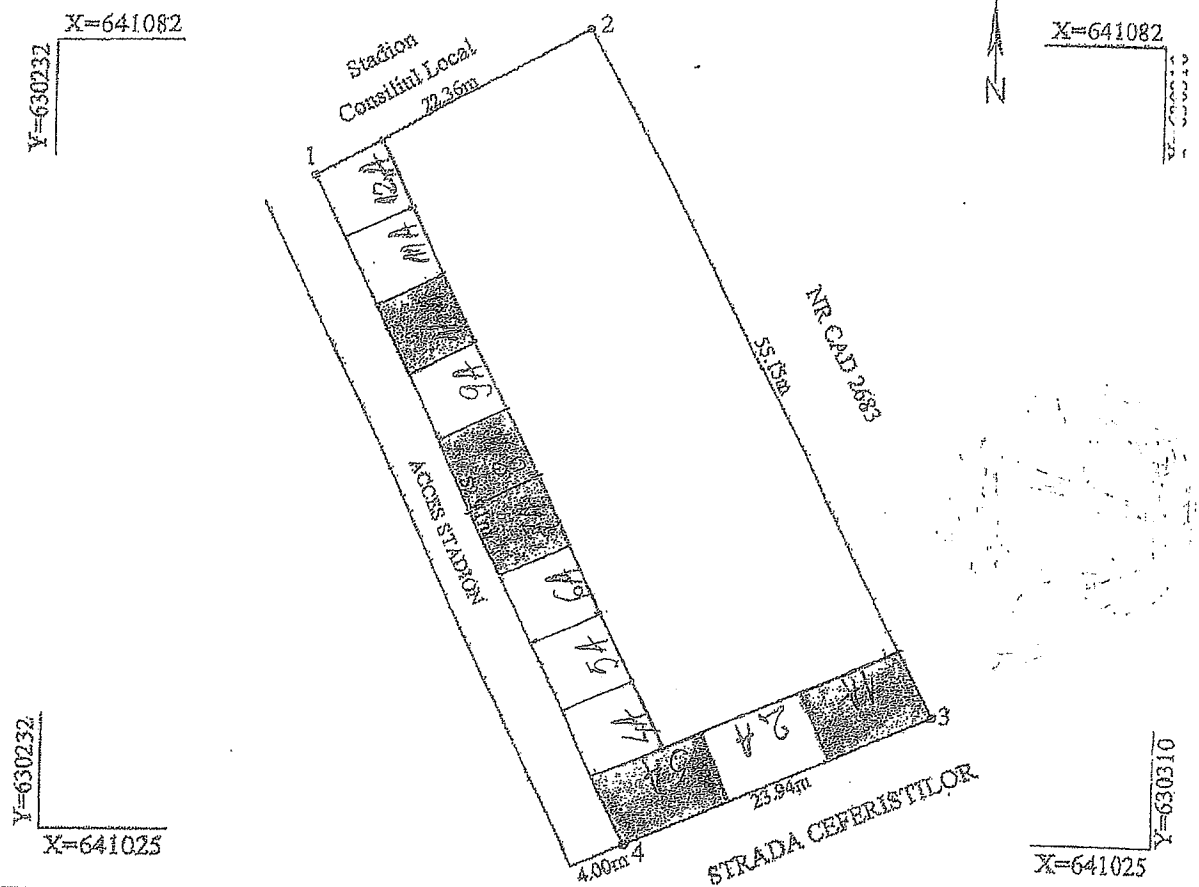 X=641082
Y=630232
Stadion
Consiliul Local
22.36m
2
X=641082
N
1
12A
11A
9A
NR CAD 2683
55.15m
ACCES STADION
6A
5A
4A
2A
1A
3
23.94m
4.00m
4
STRADA CEFERISTILOR
Y=630232
X=641025
Y=630310
X=641025